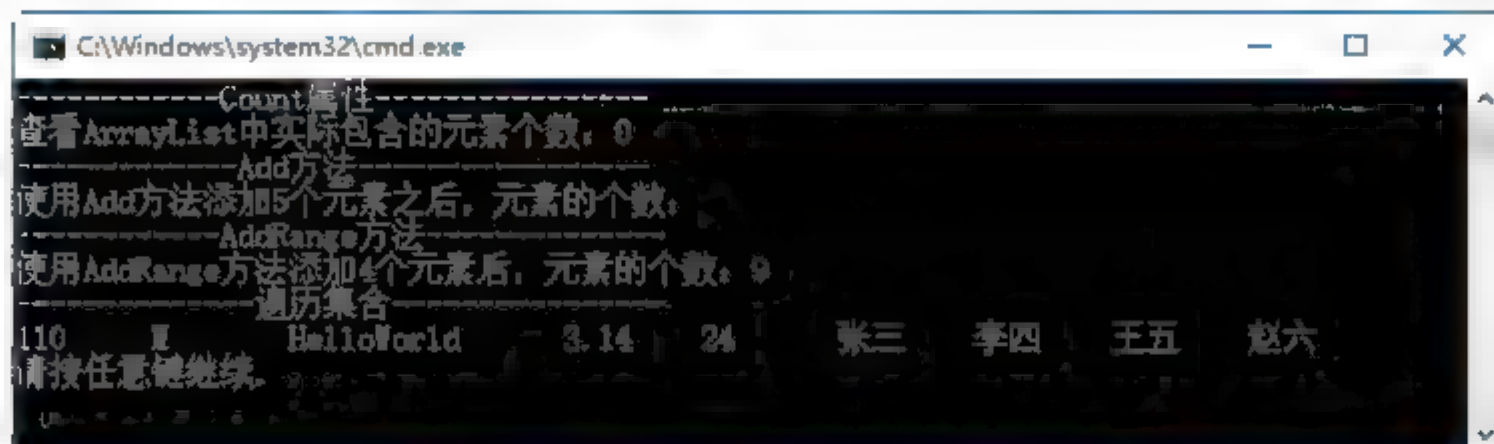 C:\Windows\system32\cmd.exe
------------Count属性----------------
查看ArrayList中实际包含的元素个数：0
-------------Add方法------------------
使用Add方法添加5个元素之后，元素的个数：
------------AddRange方法--------------
使用AddRange方法添加4个元素后，元素的个数：9
--------------遍历集合----------------
110 HelloWorld 3.14 24 张三 李四 王五 赵六
请按任意键继续.